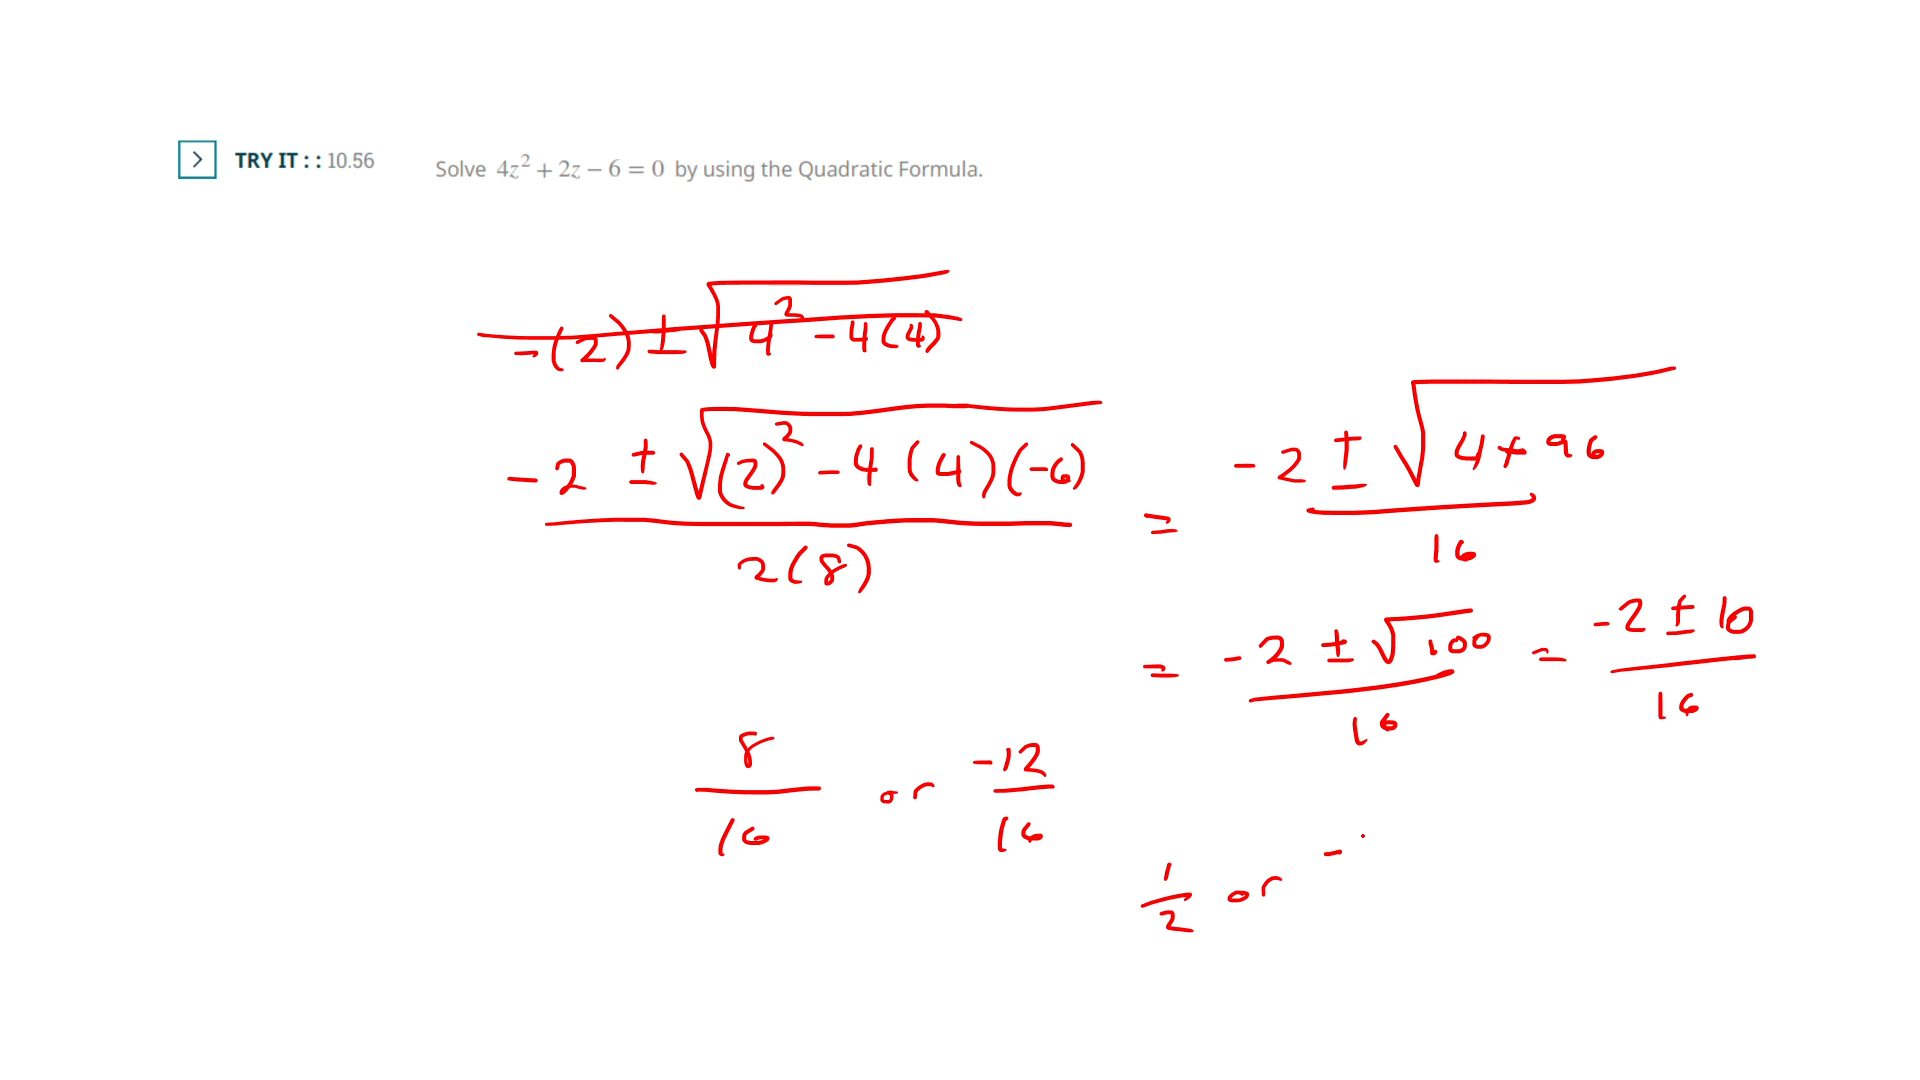 TRY IT : : 10.56 Solve 4z² + 2z − 6 = 0 by using the Quadratic Formula.
-(2) ± √(4² - 4(4)
-2 ± √((2)² - 4(4)(-6)) / 2(8) = -2 ± √(4 + 96) / 16
= -2 ± √100 / 16 = -2 ± 10 / 16
8/16 or -12/16
1/2 or -